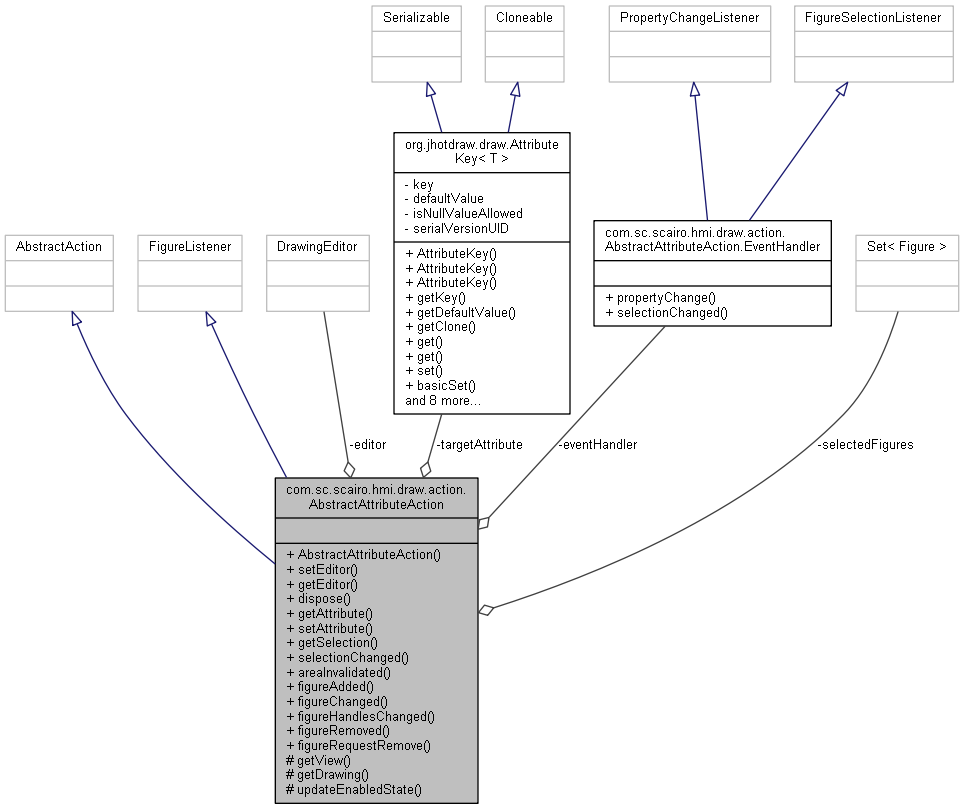 Serializable
Cloneable
PropertyChangeListener
FigureSelectionListener
org.jhotdraw.draw.Attribute
Key< T >
- key
- defaultValue
- isNullValueAllowed
- serialVersionUID
+ AttributeKey()
+ AttributeKey()
+ AttributeKey()
+ getKey()
+ getDefaultValue()
+ getClone()
+ get()
+ get()
+ set()
+ basicSet()
and 8 more...
com.sc.scairo.hmi.draw.action.
AbstractAttributeAction.EventHandler
+ propertyChange()
+ selectionChanged()
AbstractAction
FigureListener
DrawingEditor
Set< Figure >
-editor
-targetAttribute
-eventHandler
-selectedFigures
com.sc.scairo.hmi.draw.action.
AbstractAttributeAction
+ AbstractAttributeAction()
+ setEditor()
+ getEditor()
+ dispose()
+ getAttribute()
+ setAttribute()
+ getSelection()
+ selectionChanged()
+ areaInvalidated()
+ figureAdded()
+ figureChanged()
+ figureHandlesChanged()
+ figureRemoved()
+ figureRequestRemove()
# getView()
# getDrawing()
# updateEnabledState()